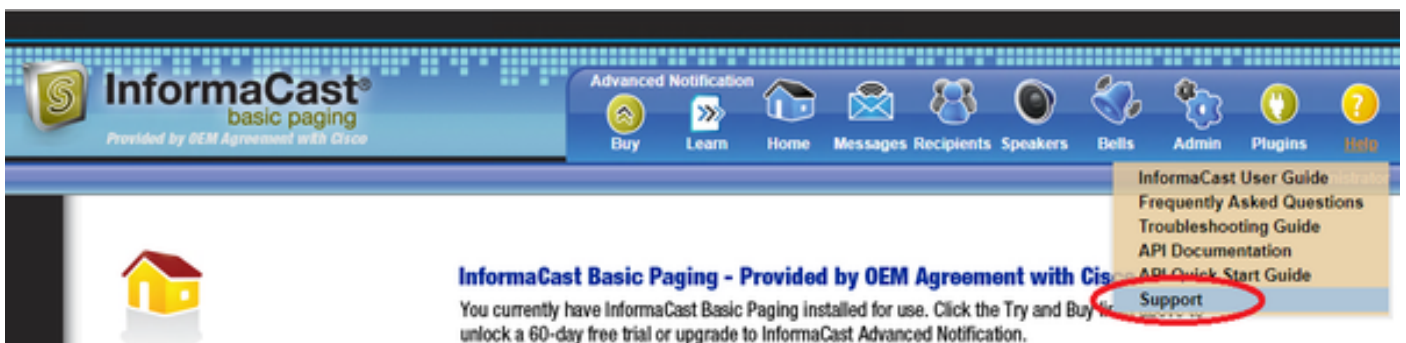 InformaCast®
basic paging
Provided by OEM Agreement with Cisco
Advanced Notification
Buy
Learn
Home
Messages
Recipients
Speakers
Bells
Admin
Plugins
Help
InformaCast User Guide
Frequently Asked Questions
Troubleshooting Guide
API Documentation
API Quick Start Guide
Support
InformaCast Basic Paging - Provided by OEM Agreement with
You currently have InformaCast Basic Paging installed for use. Click the Try and Buy
unlock a 60-day free trial or upgrade to InformaCast Advanced Notification.